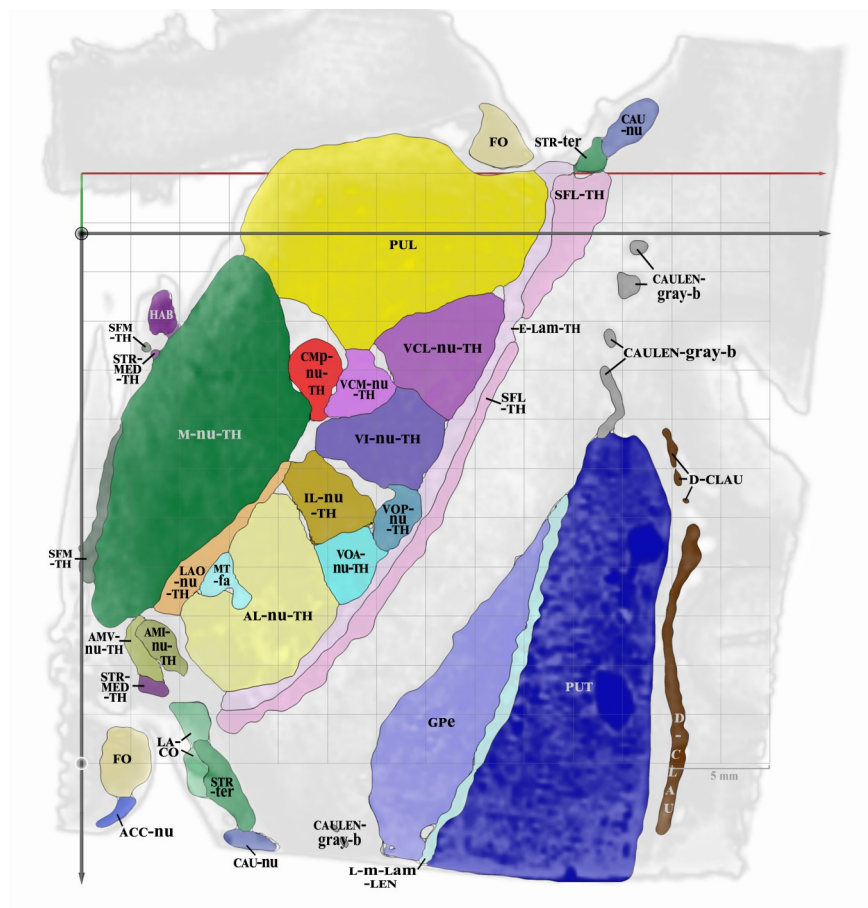 CAU
-nu
FO
STR-ter
SFL-TH
PUL
CAULEN-
gray-b
HAB
SFM
-TH
E-Lam-TH
STR-
MED
-TH
CMp-
nu-
TH
VCL-nu-TH
CAULEN-gray-b
VCM-nu
-TH
SFL
-TH
M-nu-TH
VI-nu-TH
D-CLAU
IL-nu
-TH
VOP-
nu
-TH
SFM
-TH
LAO
-nu
-TH
MT
-fa
VOA-
nu-TH
AL-nu-TH
AMV-
nu-TH
AMI-
nu-
TH
STR-
MED
-TH
PUT
GPe
D-CLAU
LA-
CO
FO
STR
-ter
5 mm
ACC-nu
CAULEN-
gray-b
CAU-nu
L-m-Lam
-LEN